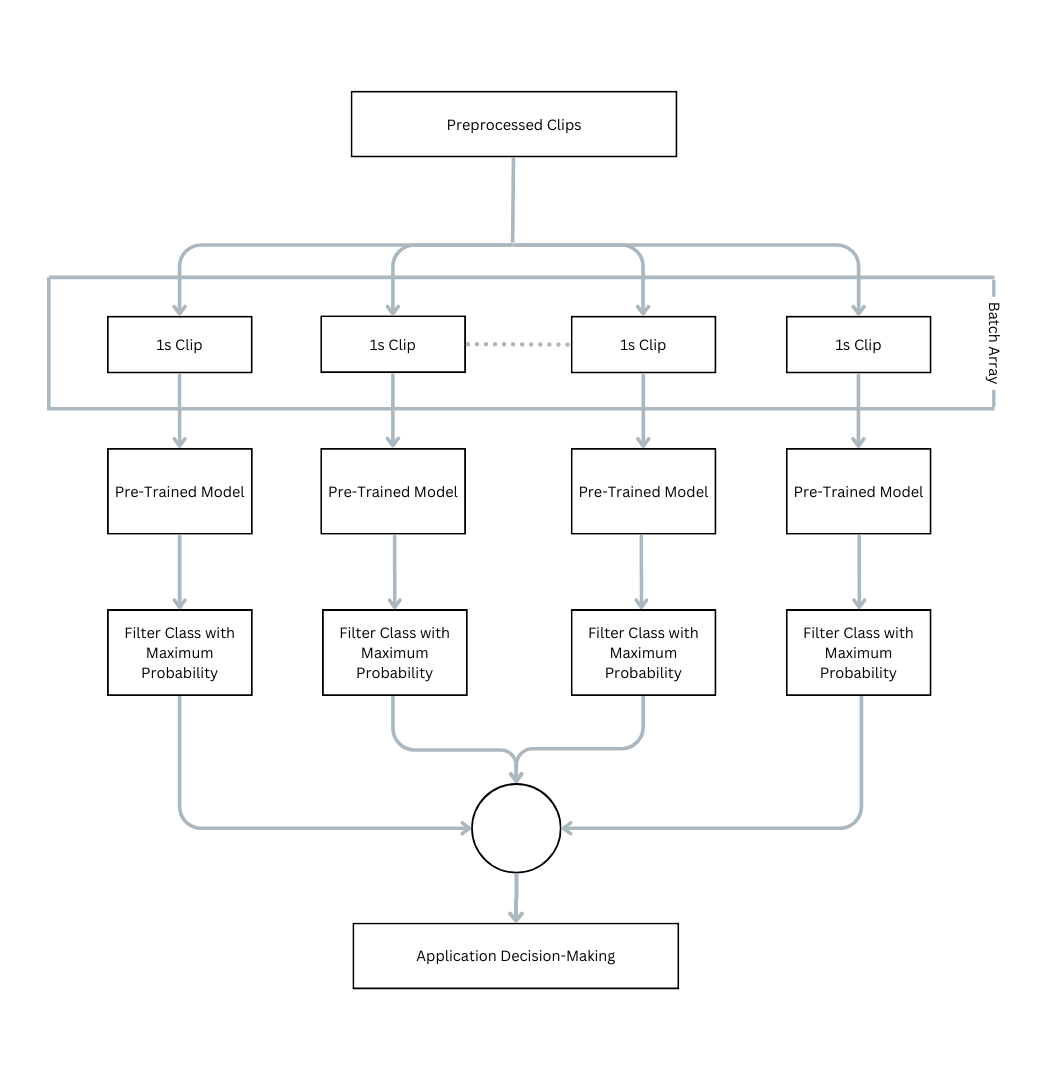 Preprocessed Clips
1s Clip
1s Clip
1s Clip
1s Clip
Batch Array
Pre-Trained Model
Pre-Trained Model
Pre-Trained Model
Pre-Trained Model
Filter Class with
Maximum
Probability
Filter Class with
Maximum
Probability
Filter Class with
Maximum
Probability
Filter Class with
Maximum
Probability
Application Decision-Making